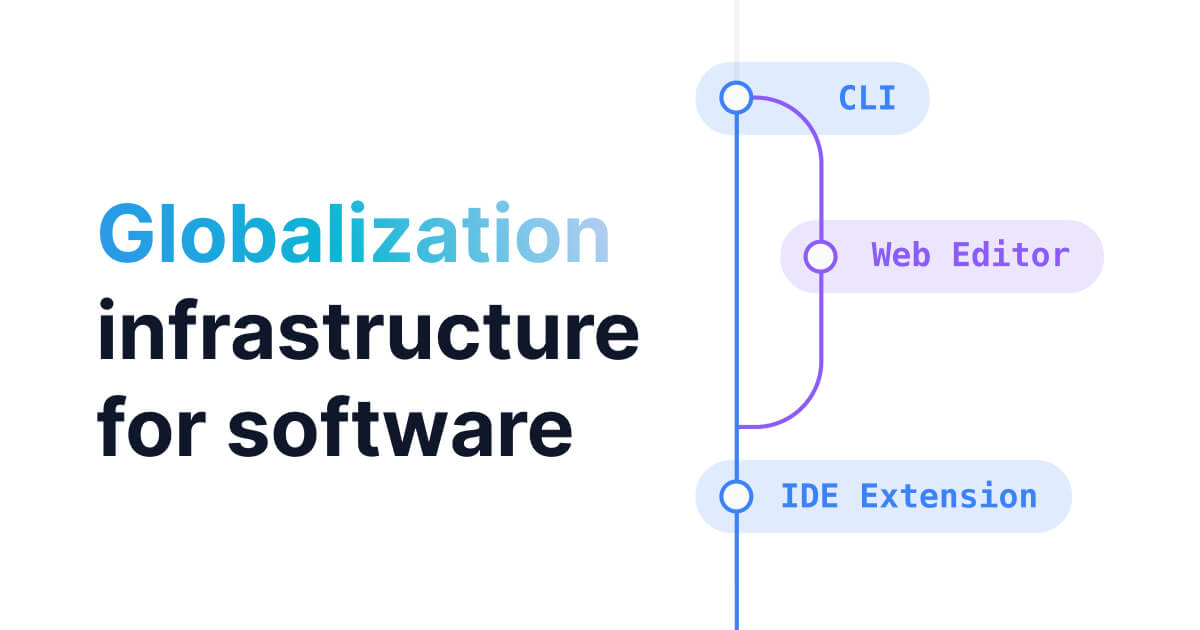 Globalization
infrastructure
for software
CLI
Web Editor
IDE Extension